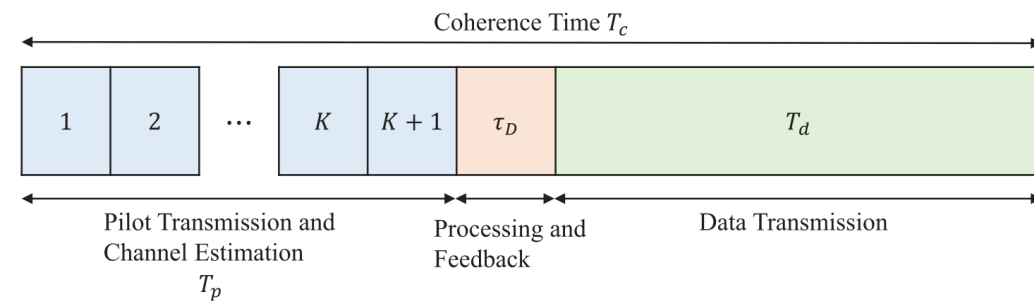 Coherence Time T_c
1 2 ... K K + 1 τ_D T_d
Pilot Transmission and
Channel Estimation
T_p
Processing and
Feedback
Data Transmission